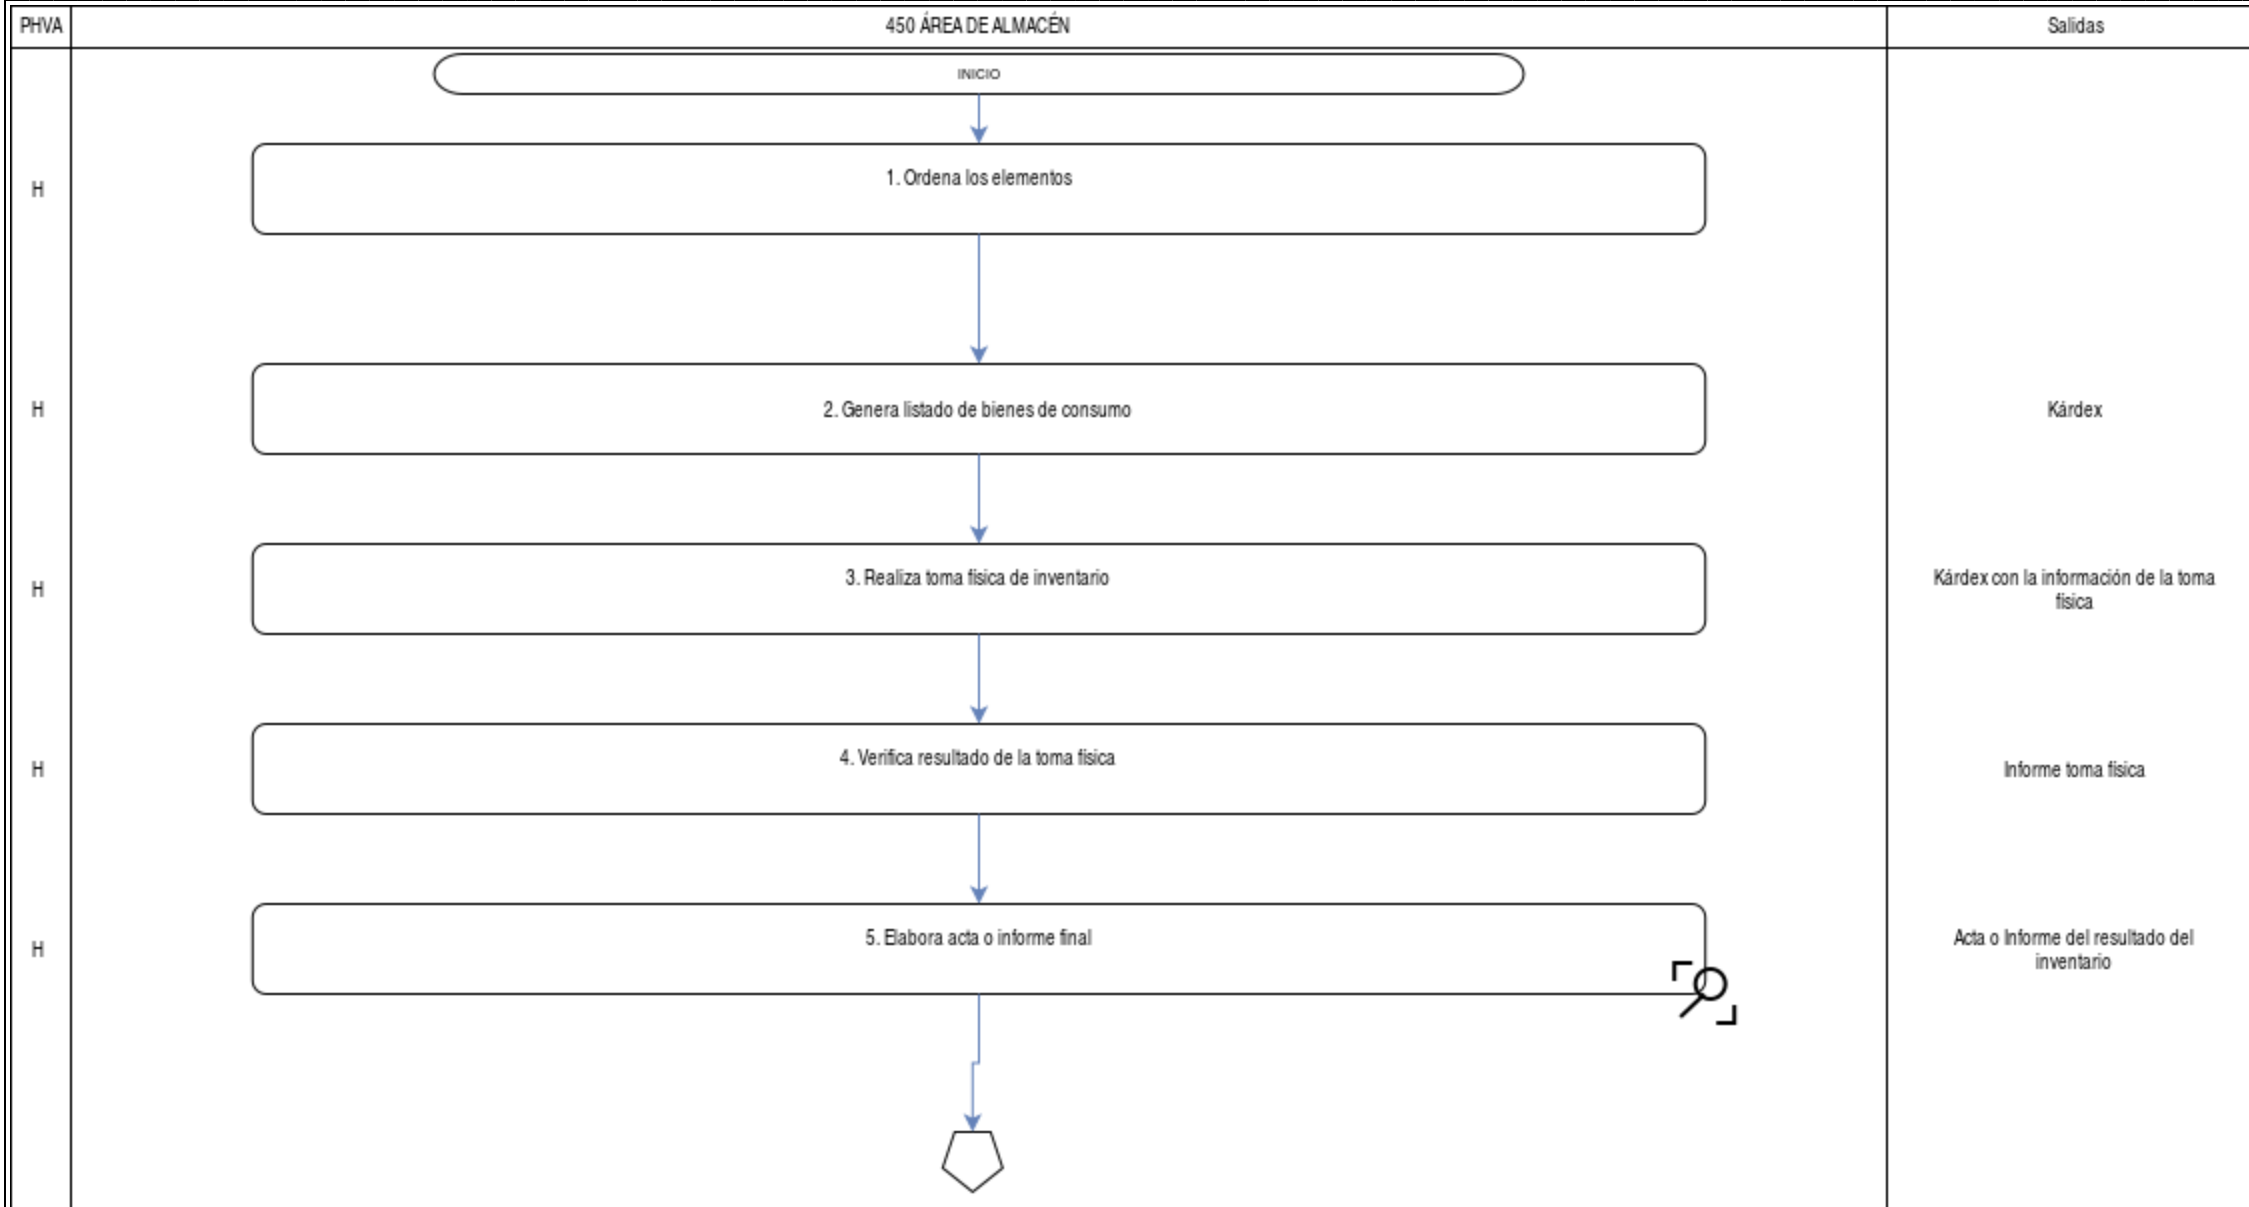 PHVA
450 ÁREA DE ALMACÉN
Salidas
INICIO
1. Ordena los elementos
H
2. Genera listado de bienes de consumo
H
Kárdex
3. Realiza toma física de inventario
H
Kárdex con la información de la toma
física
4. Verifica resultado de la toma física
H
Informe toma física
5. Elabora acta o informe final
H
Acta o Informe del resultado del
inventario